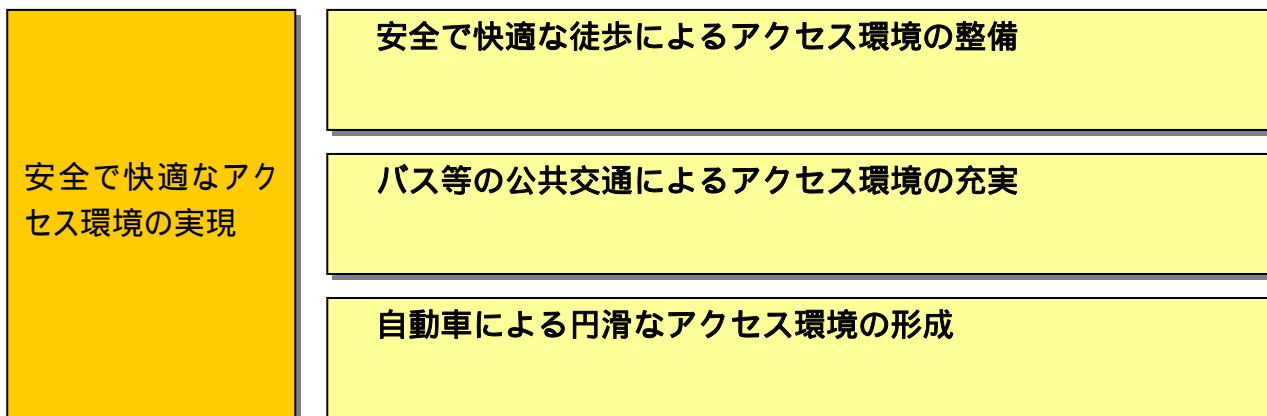 安全で快適なアク
セス環境の実現
安全で快適な徒歩によるアクセス環境の整備
バス等の公共交通によるアクセス環境の充実
自動車による円滑なアクセス環境の形成